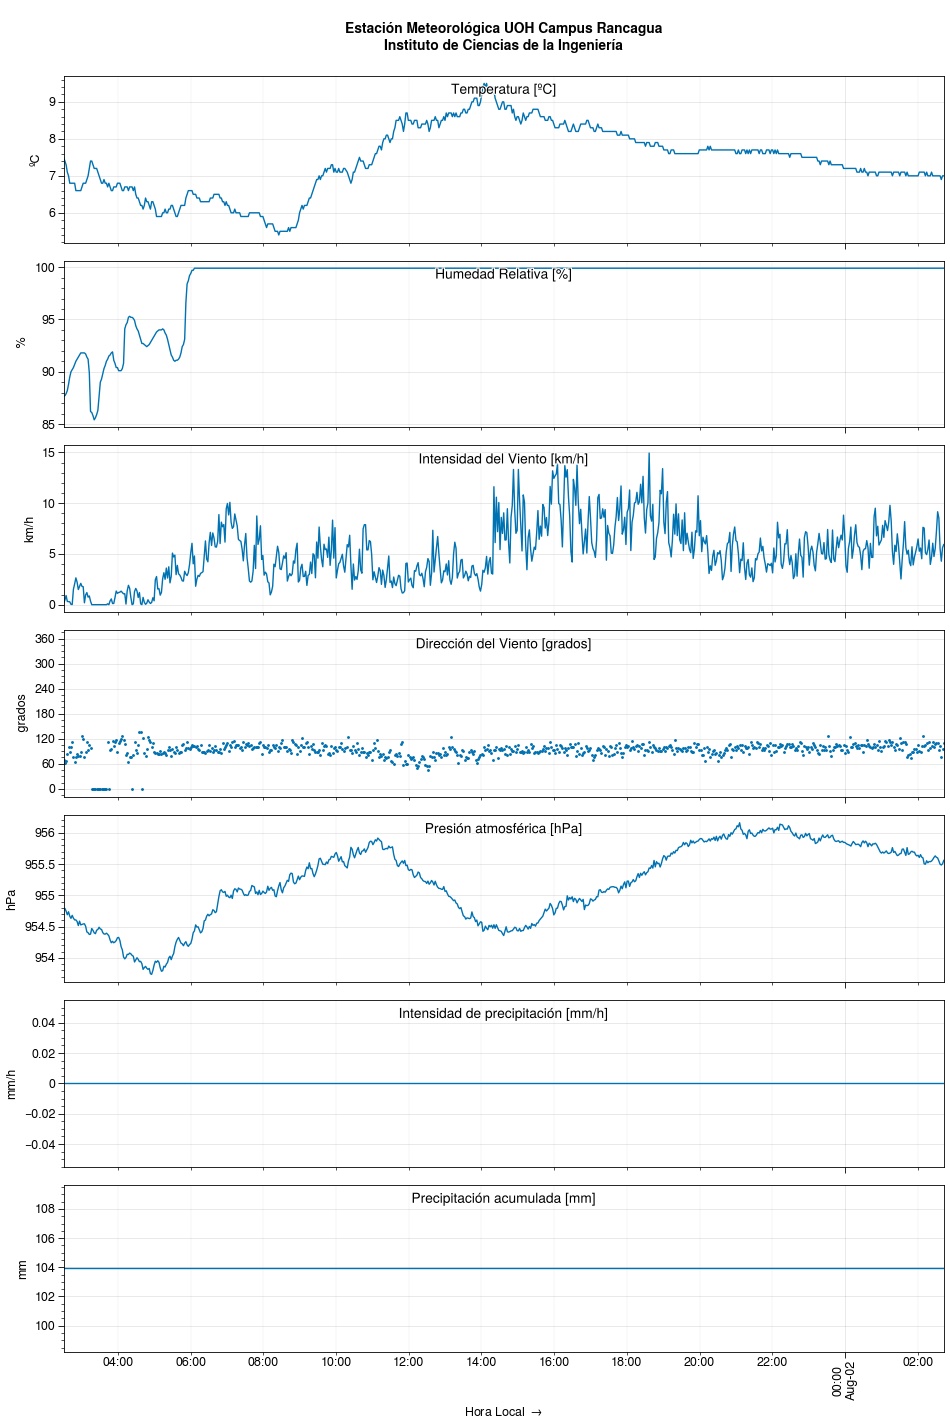 Estación Meteorológica UOH Campus Rancagua
Instituto de Ciencias de la Ingeniería
Temperatura [ºC]
ºC
9
8
7
6
Humedad Relativa [%]
%
100
95
90
85
Intensidad del Viento [km/h]
km/h
15
10
5
0
Dirección del Viento [grados]
grados
360
300
240
180
120
60
0
Presión atmosférica [hPa]
hPa
956
955.5
955
954.5
954
Intensidad de precipitación [mm/h]
mm/h
0.04
0.02
0
−0.02
−0.04
Precipitación acumulada [mm]
mm
108
106
104
102
100
04:00 06:00 08:00 10:00 12:00 14:00 16:00 18:00 20:00 22:00 00:00 02:00
Aug-02
Hora Local →